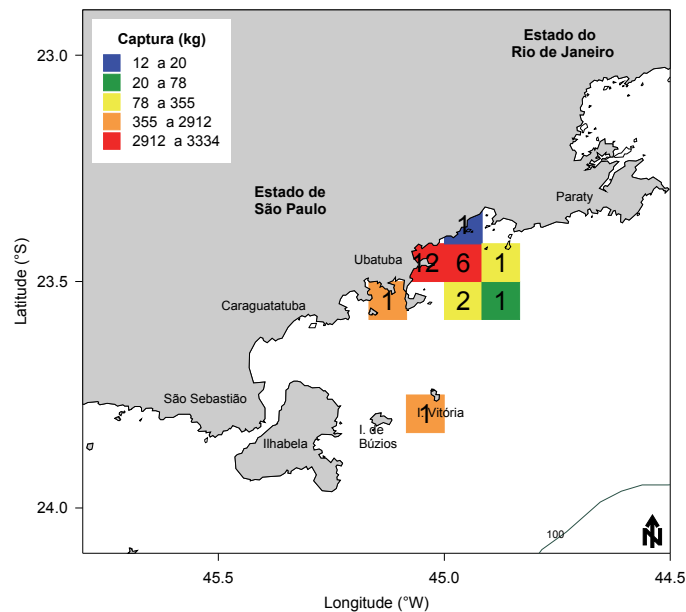 Captura (kg)
12 a 20
20 a 78
78 a 355
355 a 2912
2912 a 3334
Estado do
Rio de Janeiro
Estado de
São Paulo
Paraty
Ubatuba
Caraguatatuba
São Sebastião
Ilhabela
I. de
Búzios
I. Vitória
1
12
6
1
1
2
1
1
100
N
23.0
23.5
24.0
Latitude (°S)
45.5
45.0
44.5
Longitude (°W)